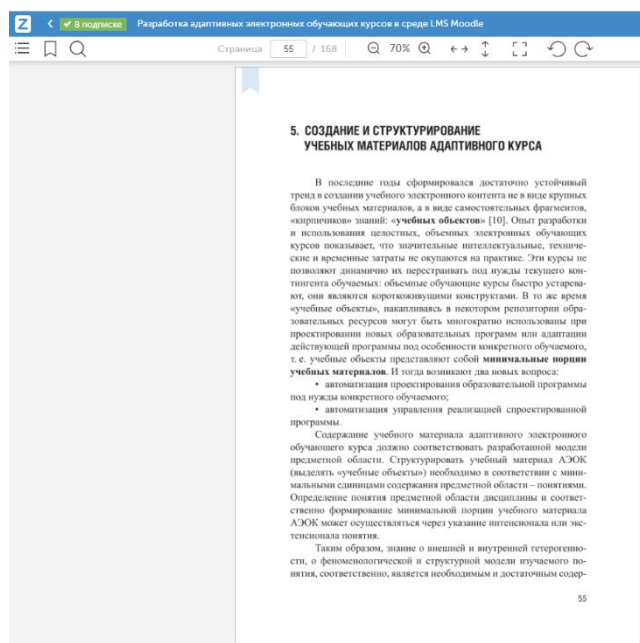 Z В подписке Разработка адаптивных электронных обучающих курсов в среде LMS Moodle
Страница 55 / 168 70%
5. СОЗДАНИЕ И СТРУКТУРИРОВАНИЕ
УЧЕБНЫХ МАТЕРИАЛОВ АДАПТИВНОГО КУРСА
В последние годы сформировался достаточно устойчивый
тренд в создании учебного электронного контента не в виде крупных
блоков учебных материалов, а в виде самостоятельных фрагментов,
«кирпичиков» знаний: «учебных объектов» [10]. Опыт разработки
и использования целостных, объемных электронных обучающих
курсов показывает, что значительные интеллектуальные, техниче-
ские и временные затраты не окупаются на практике. Эти курсы не
позволяют динамично их перестраивать под нужды текущего кон-
тингента обучаемых: объемные обучающие курсы быстро устарева-
ют, они являются короткоживущими конструктами. В то же время
«учебные объекты», накапливаясь в некотором репозитории обра-
зовательных ресурсов могут быть многократно использованы при
проектировании новых образовательных программ или адаптации
действующей программы под особенности конкретного обучаемого,
т. е. учебные объекты представляют собой минимальные порции
учебных материалов. И тогда возникают два новых вопроса:
• автоматизация проектирования образовательной программы
под нужды конкретного обучаемого;
• автоматизация управления реализацией спроектированной
программы.
Содержание учебного материала адаптивного электронного
обучающего курса должно соответствовать разработанной модели
предметной области. Структурировать учебный материал АЭОК
(выделять «учебные объекты») необходимо в соответствии с мини-
мальными единицами содержания предметной области – понятиями.
Определение понятия предметной области дисциплины и соответ-
ственно формирование минимальной порции учебного материала
АЭОК может осуществляться через указание интенсионала или экс-
тенсионала понятия.
Таким образом, знание о внешней и внутренней гетерогенно-
сти, о феноменологической и структурной модели изучаемого по-
нятия, соответственно, является необходимым и достаточным содер-
55